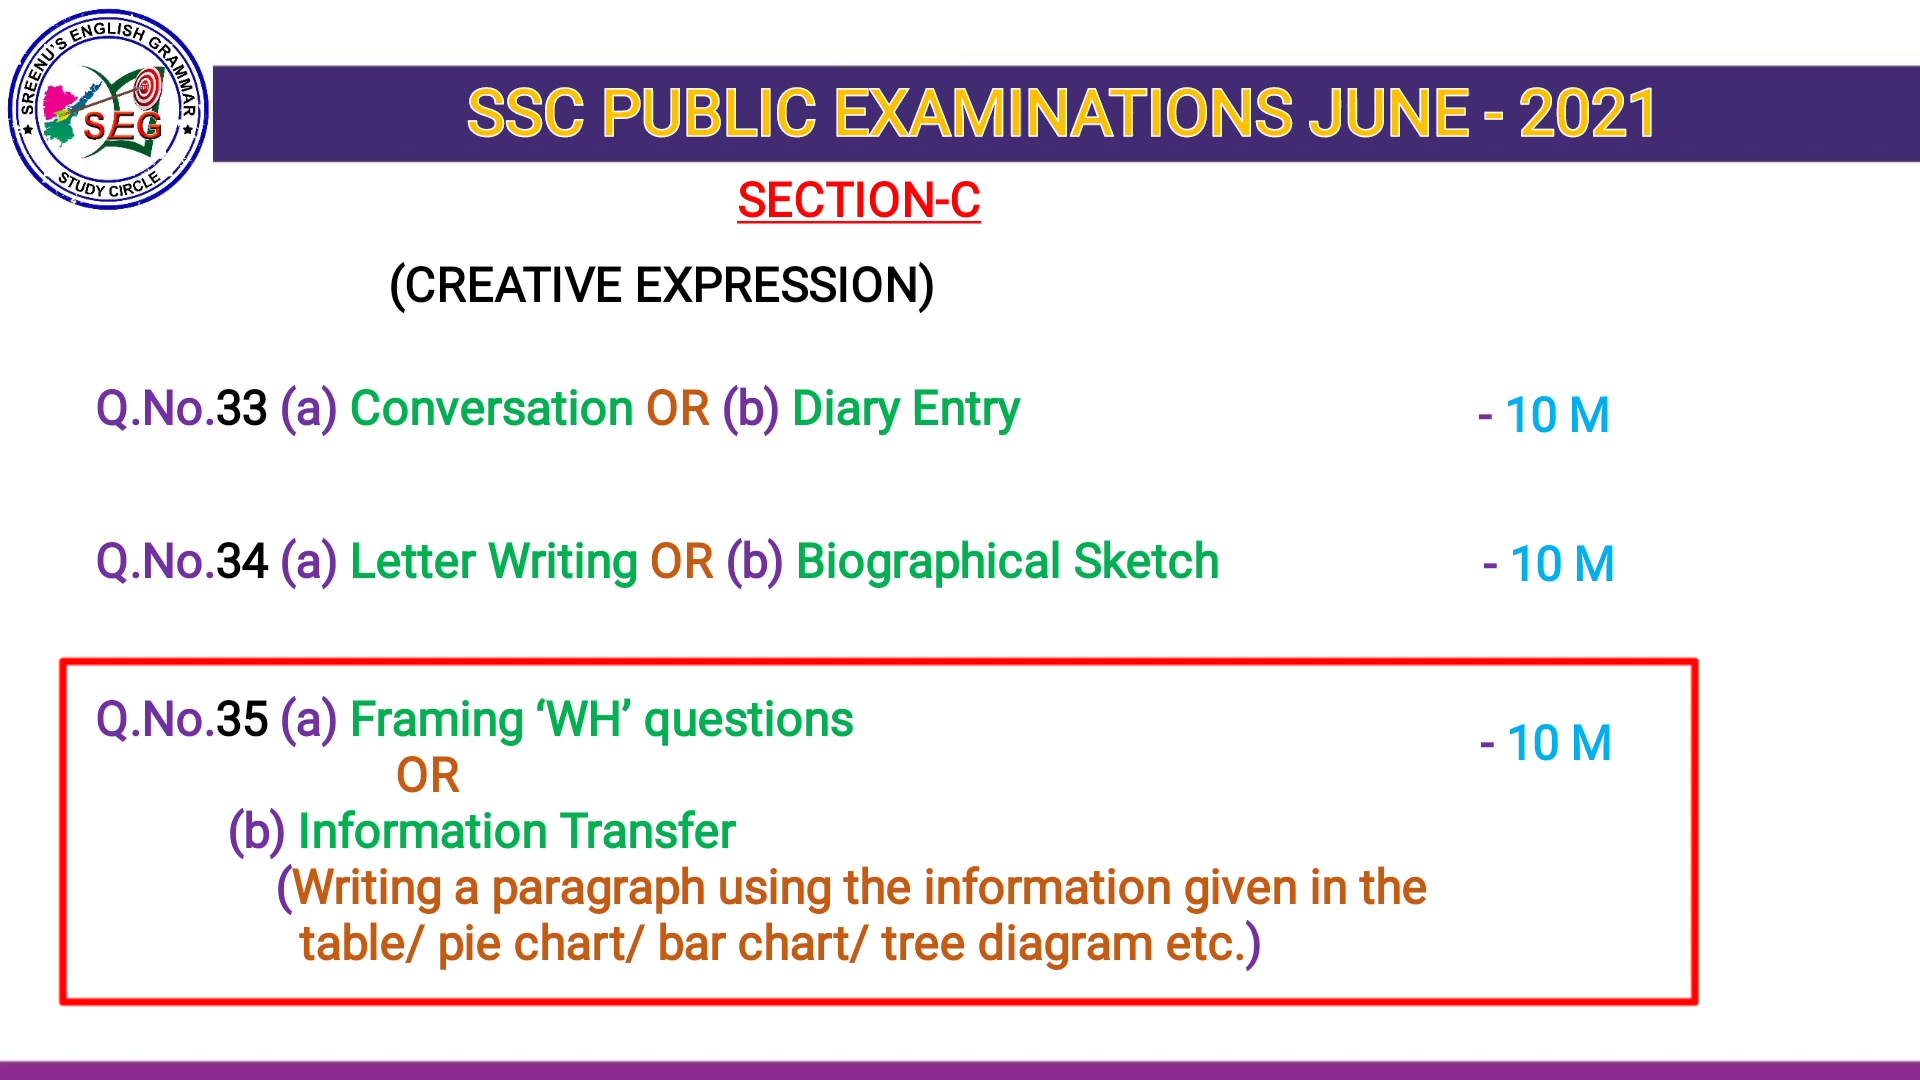 SREENU'S ENGLISH GRAMMAR
SEG
STUDY CIRCLE
SSC PUBLIC EXAMINATIONS JUNE - 2021
SECTION-C
(CREATIVE EXPRESSION)
Q.No.33 (a) Conversation OR (b) Diary Entry - 10 M
Q.No.34 (a) Letter Writing OR (b) Biographical Sketch - 10 M
Q.No.35 (a) Framing ‘WH’ questions - 10 M
OR
(b) Information Transfer
(Writing a paragraph using the information given in the
table/ pie chart/ bar chart/ tree diagram etc.)